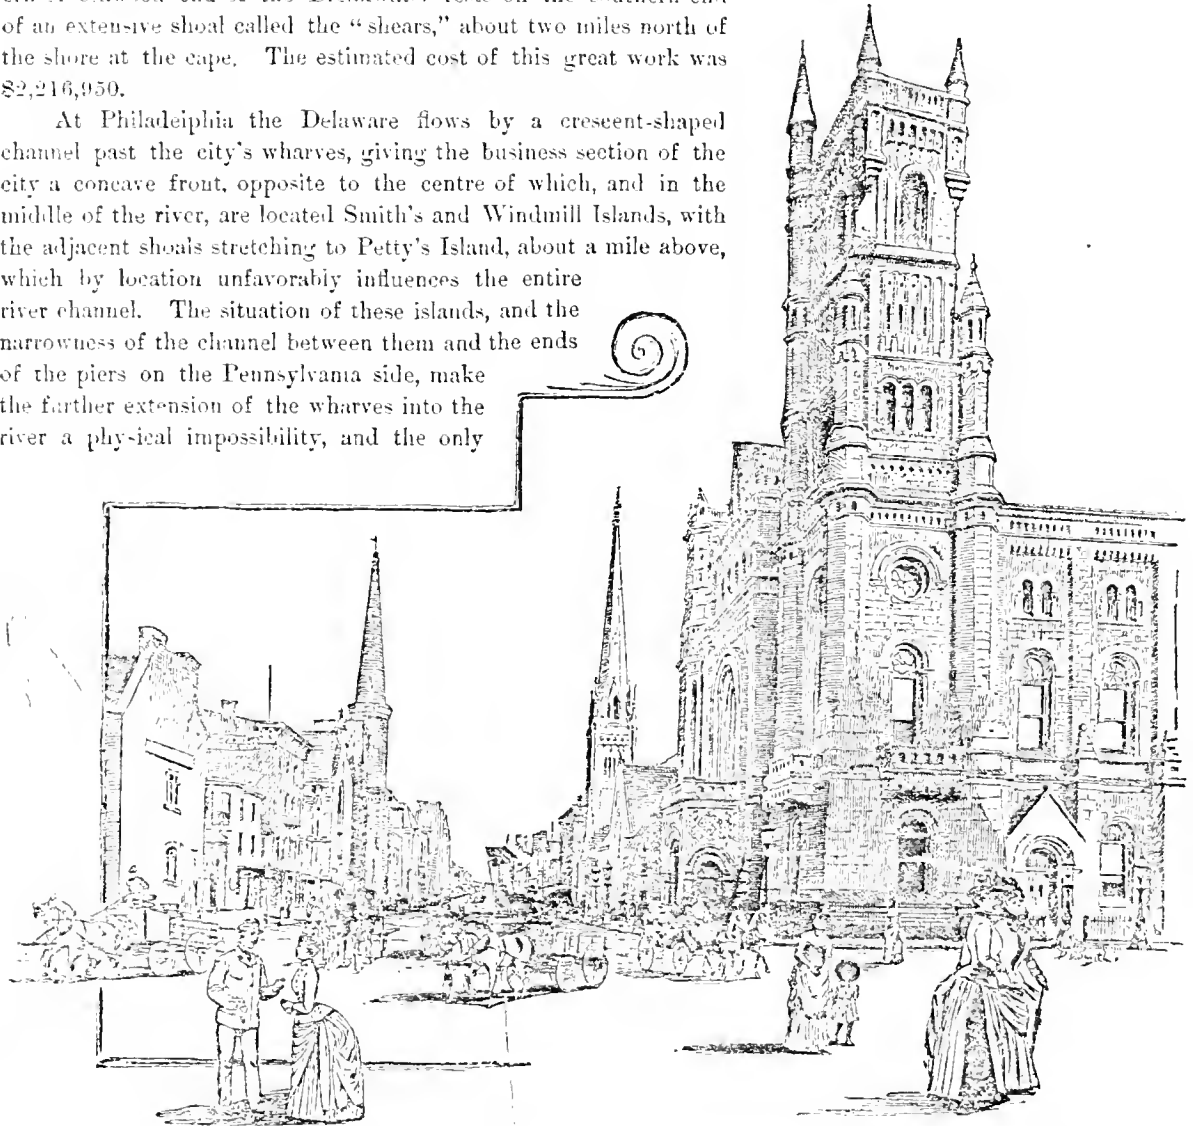 of an extensive shoal called the “shears,” about two miles north of
the shore at the cape. The estimated cost of this great work was
$2,216,950.
At Philadelphia the Delaware flows by a crescent-shaped
channel past the city's wharves, giving the business section of the
city a concave front, opposite to the centre of which, and in the
middle of the river, are located Smith's and Windmill Islands, with
the adjacent shoals stretching to Petty's Island, about a mile above,
which by location unfavorably influences the entire
river channel. The situation of these islands, and the
narrowness of the channel between them and the ends
of the piers on the Pennsylvania side, make
the further extension of the wharves into the
river a physical impossibility, and the only